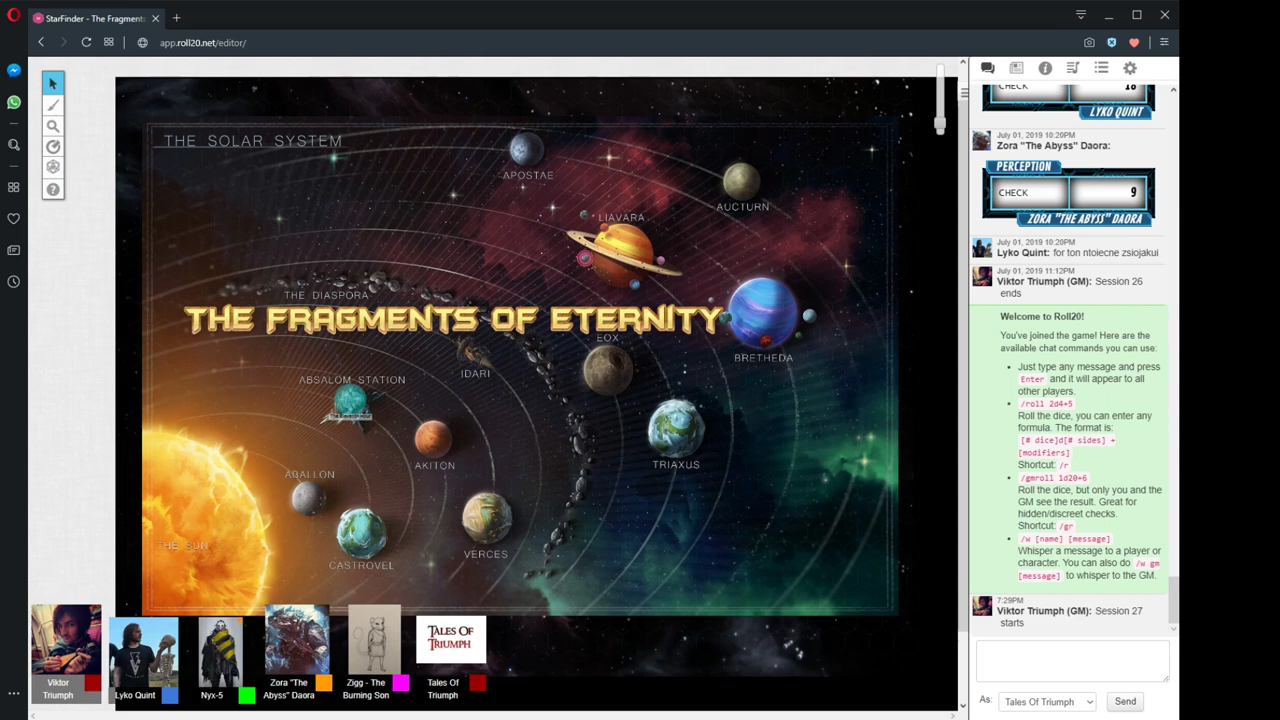 StarFinder - The Fragments
app.roll20.net/editor/
THE SOLAR SYSTEM
APOSTAE
AUCTURN
LIAVARA
THE DIASPORA
THE FRAGMENTS OF ETERNITY
EOX
BRETHEDA
IDARI
ABSALOM STATION
AKITON
TRIAXUS
ABALLON
THE SUN
VERCES
CASTROVEL
Viktor
Triumph
Lyko Quint
Nyx-5
Zora "The
Abyss" Daora
Zigg - The
Burning Son
TALES OF
TRIUMPH
Tales Of
Triumph
CHECK 18
LYKO QUINT
July 01, 2019 10:20PM
Zora "The Abyss" Daora:
PERCEPTION
CHECK 9
ZORA "THE ABYSS" DAORA
July 01, 2019 10:20PM
Lyko Quint: for ton ntoiecne zsiojakui
July 01, 2019 11:12PM
Viktor Triumph (GM): Session 26
ends
Welcome to Roll20!
You've joined the game! Here are the
available chat commands you can use:
• Just type any message and press
Enter and it will appear to all
other players.
• /roll 2d4+5
Roll the dice, you can enter any
formula. The format is:
[# dice]d[# sides] +
[modifiers]
Shortcut: /r
• /gmroll 1d20+6
Roll the dice, but only you and the
GM see the result. Great for
hidden/discreet checks.
Shortcut: /gr
• /w [name] [message]
Whisper a message to a player or
character. You can also do /w gm
[message] to whisper to the GM.
7:29PM
Viktor Triumph (GM): Session 27
starts
As: Tales Of Triumph Send